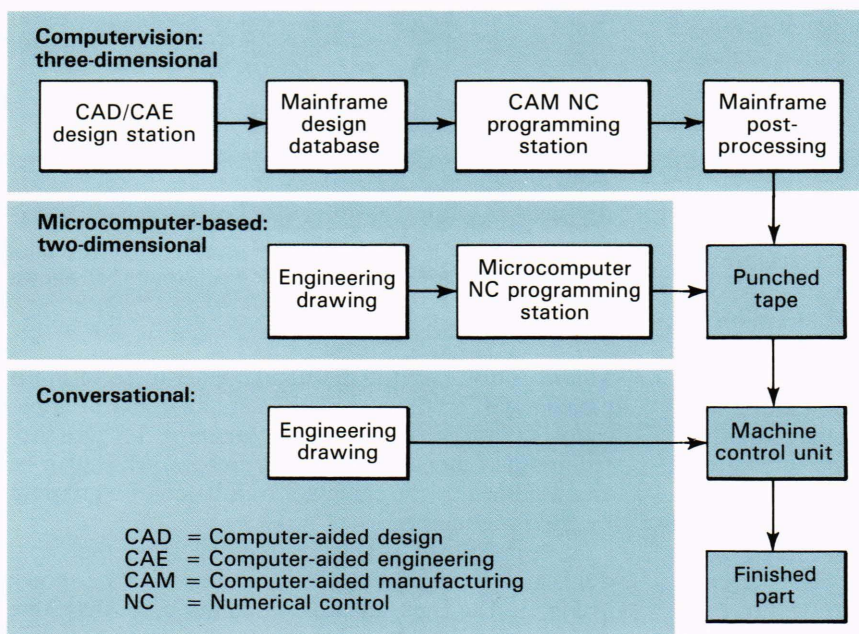 Computervision:
three-dimensional
CAD/CAE
design station
Mainframe
design
database
CAM NC
programming
station
Mainframe
post-
processing
Microcomputer-based:
two-dimensional
Engineering
drawing
Microcomputer
NC programming
station
Punched
tape
Conversational:
Engineering
drawing
Machine
control unit
CAD = Computer-aided design
CAE = Computer-aided engineering
CAM = Computer-aided manufacturing
NC = Numerical control
Finished
part